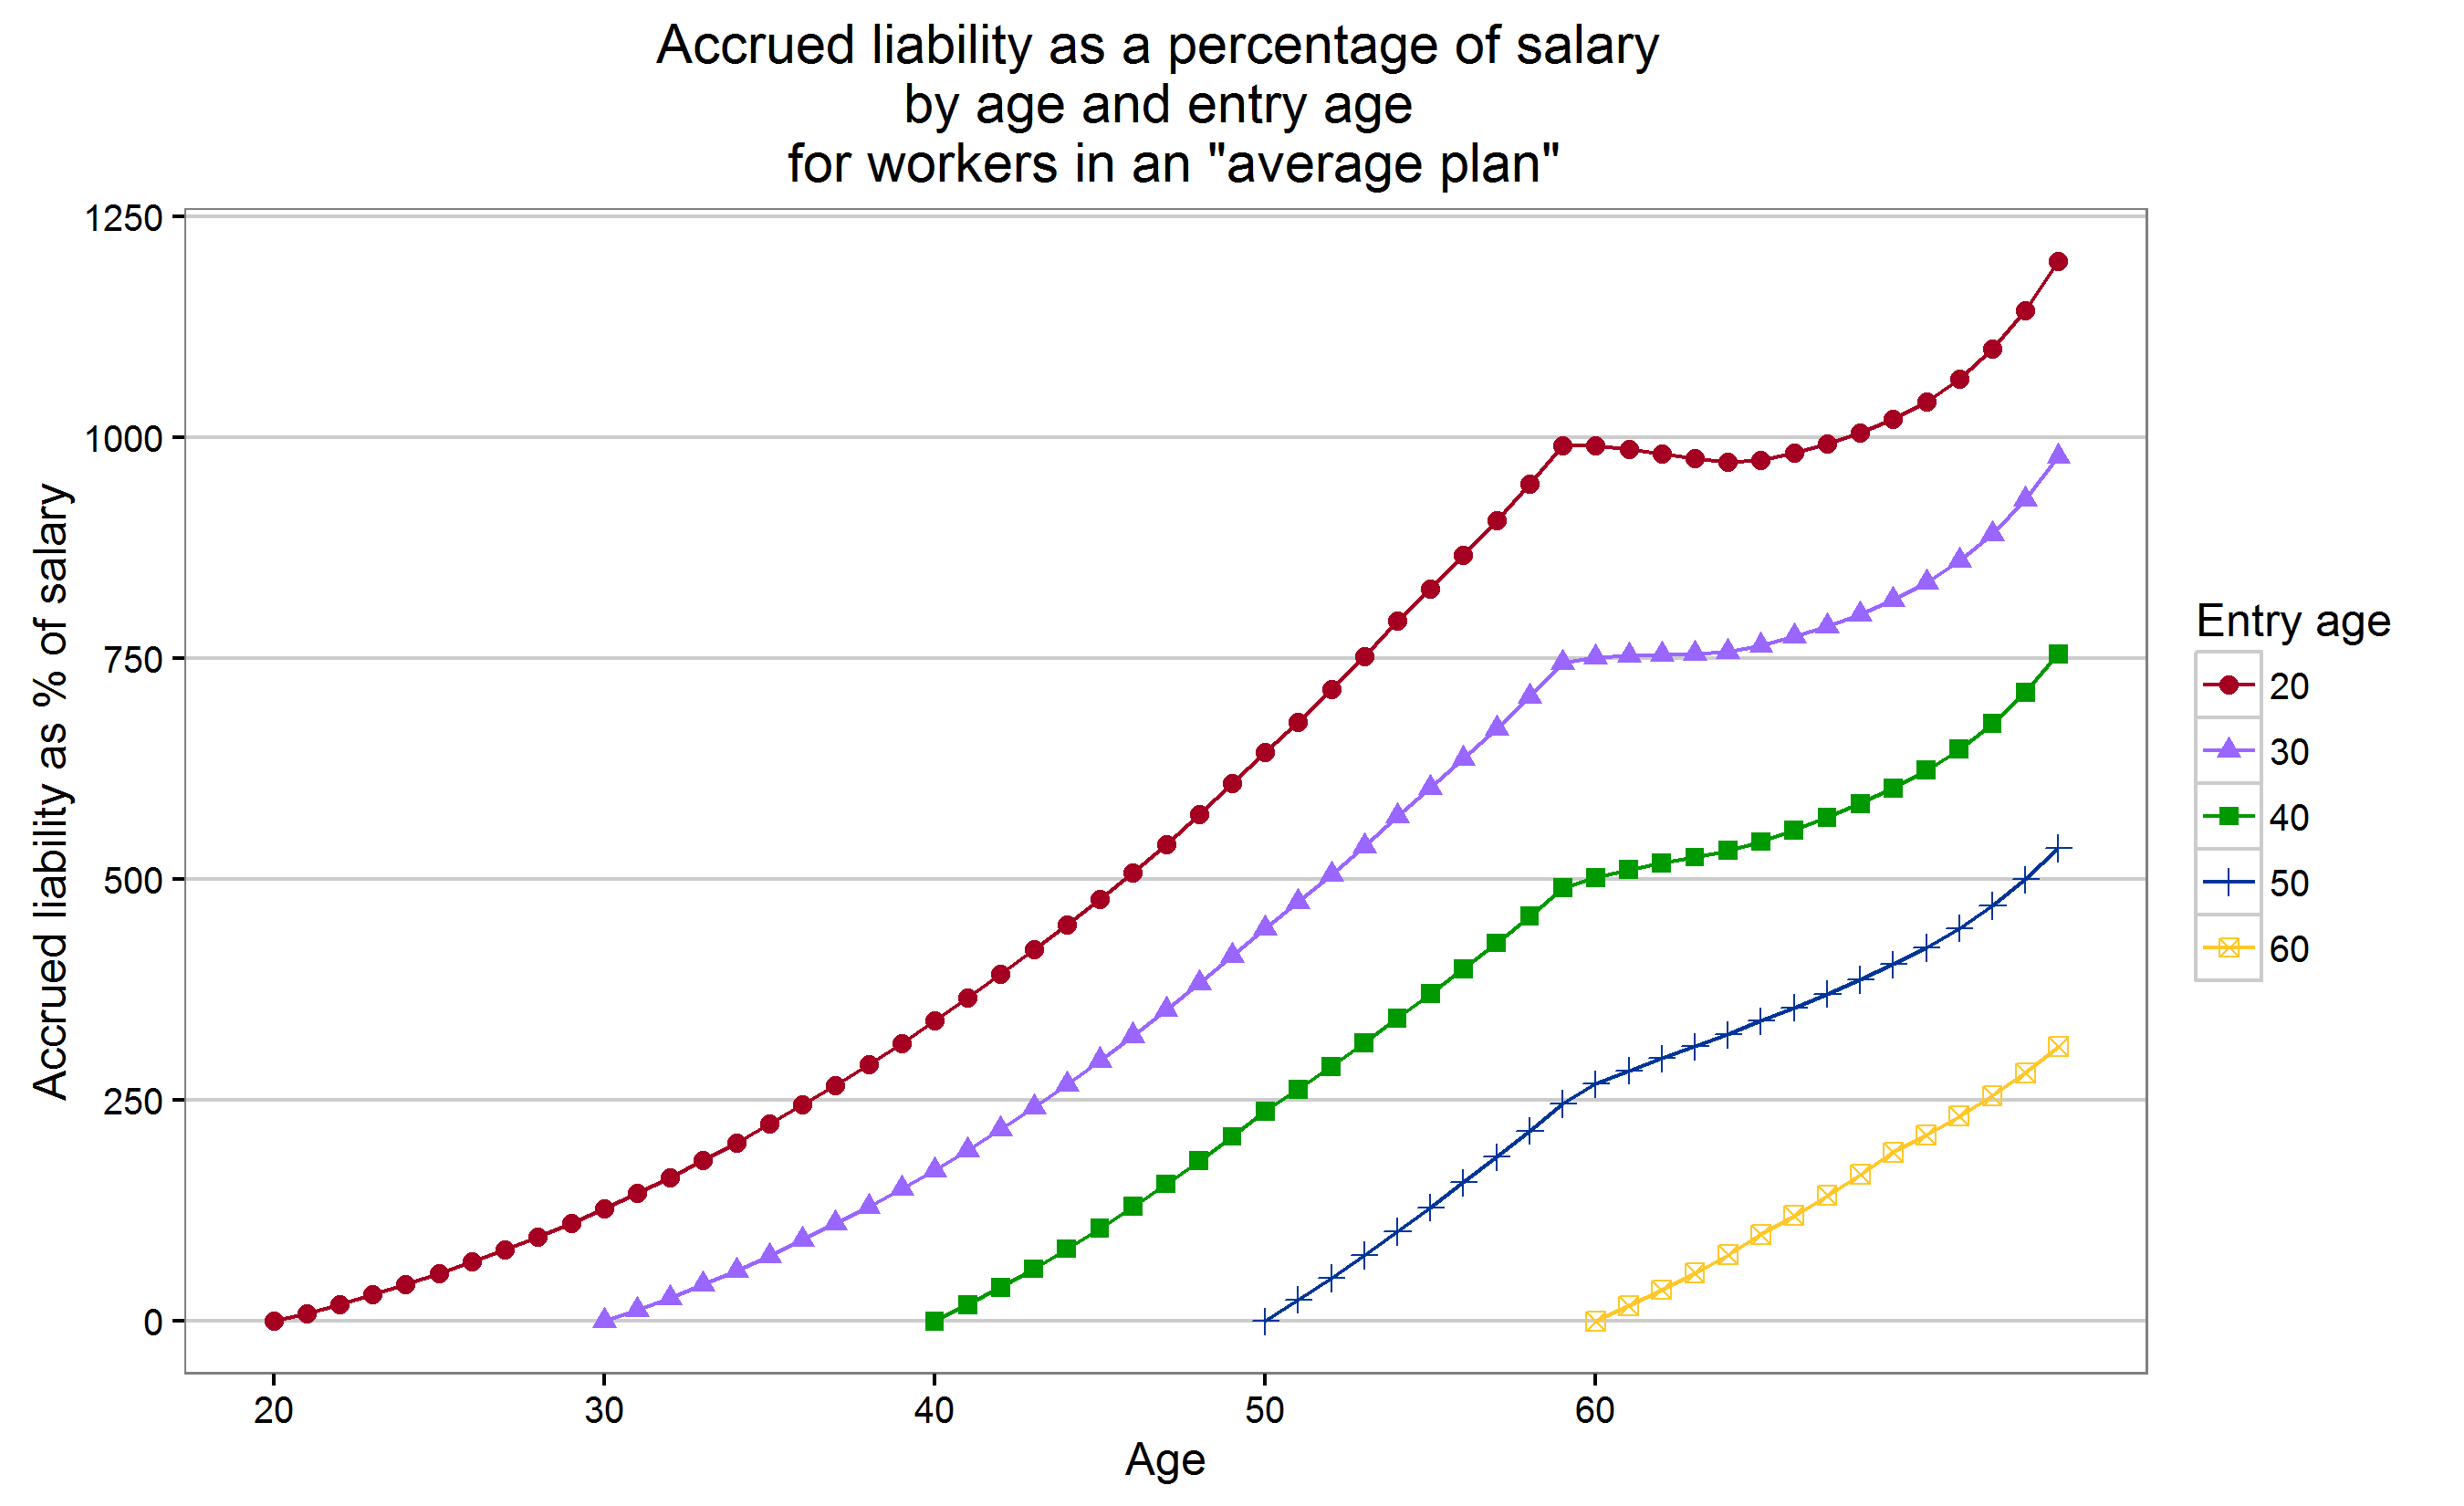 Accrued liability as a percentage of salary
by age and entry age
for workers in an "average plan"
Accrued liability as % of salary
1250
1000
750
500
250
0
20
30
40
50
60
Age
Entry age
20
30
40
50
60